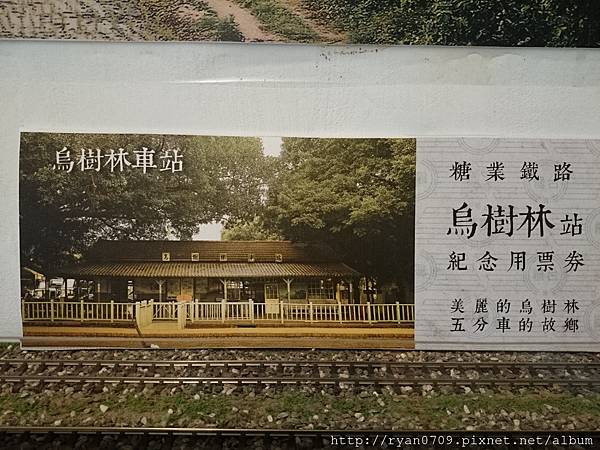 烏樹林車站
糖業鐵路
烏樹林站
紀念用票券
美麗的烏樹林
五分車的故鄉
http://ryan0709.pixnet.net/album